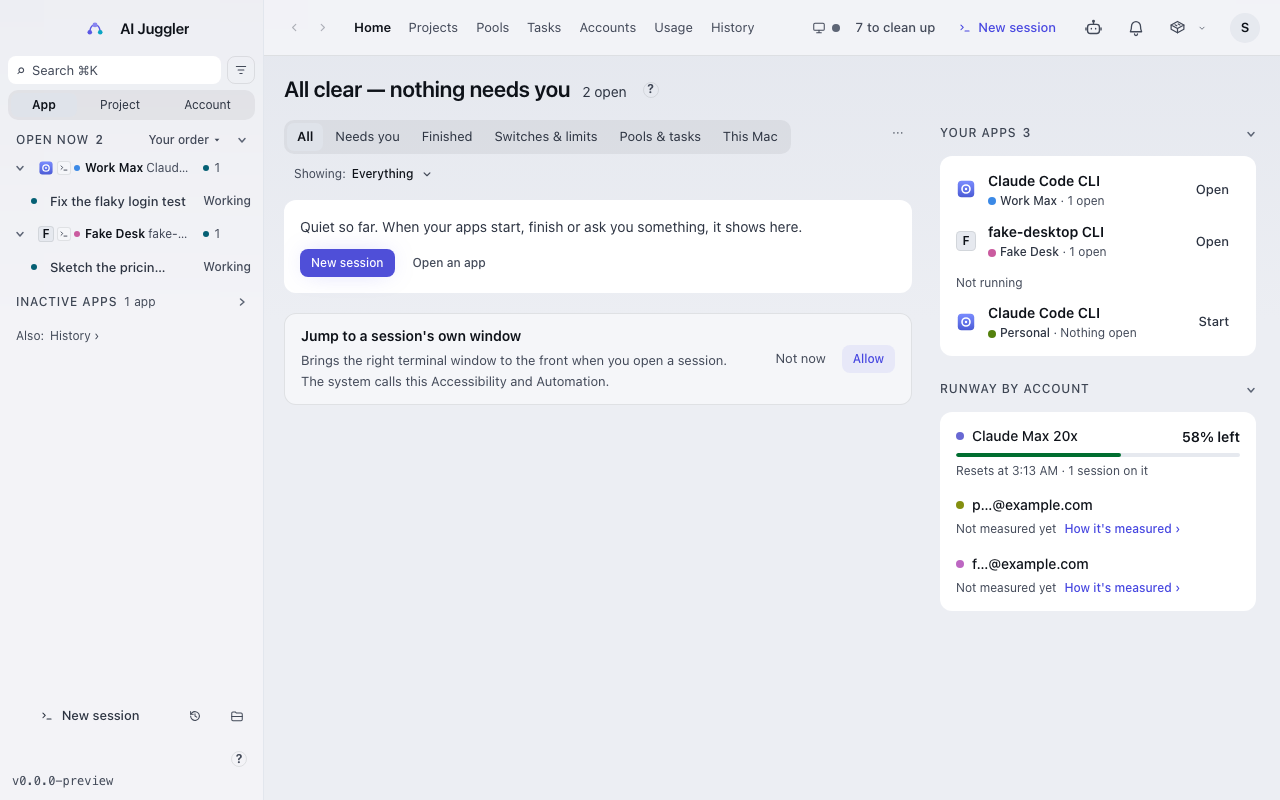 AI Juggler
Search ⌘K
App Project Account
OPEN NOW 2 Your order
Work Max Claud... 1
Fix the flaky login test Working
F Fake Desk fake-... 1
Sketch the pricin... Working
INACTIVE APPS 1 app
Also: History ›
New session
?
v0.0.0-preview
Home Projects Pools Tasks Accounts Usage History 7 to clean up New session S
All clear — nothing needs you 2 open ?
All Needs you Finished Switches & limits Pools & tasks This Mac ...
Showing: Everything
Quiet so far. When your apps start, finish or ask you something, it shows here.
New session Open an app
Jump to a session's own window
Brings the right terminal window to the front when you open a session.
The system calls this Accessibility and Automation.
Not now Allow
YOUR APPS 3
Claude Code CLI
Work Max · 1 open
Open
F fake-desktop CLI
Fake Desk · 1 open
Open
Not running
Claude Code CLI
Personal · Nothing open
Start
RUNWAY BY ACCOUNT
Claude Max 20x 58% left
Resets at 3:13 AM · 1 session on it
p...@example.com
Not measured yet How it's measured ›
f...@example.com
Not measured yet How it's measured ›